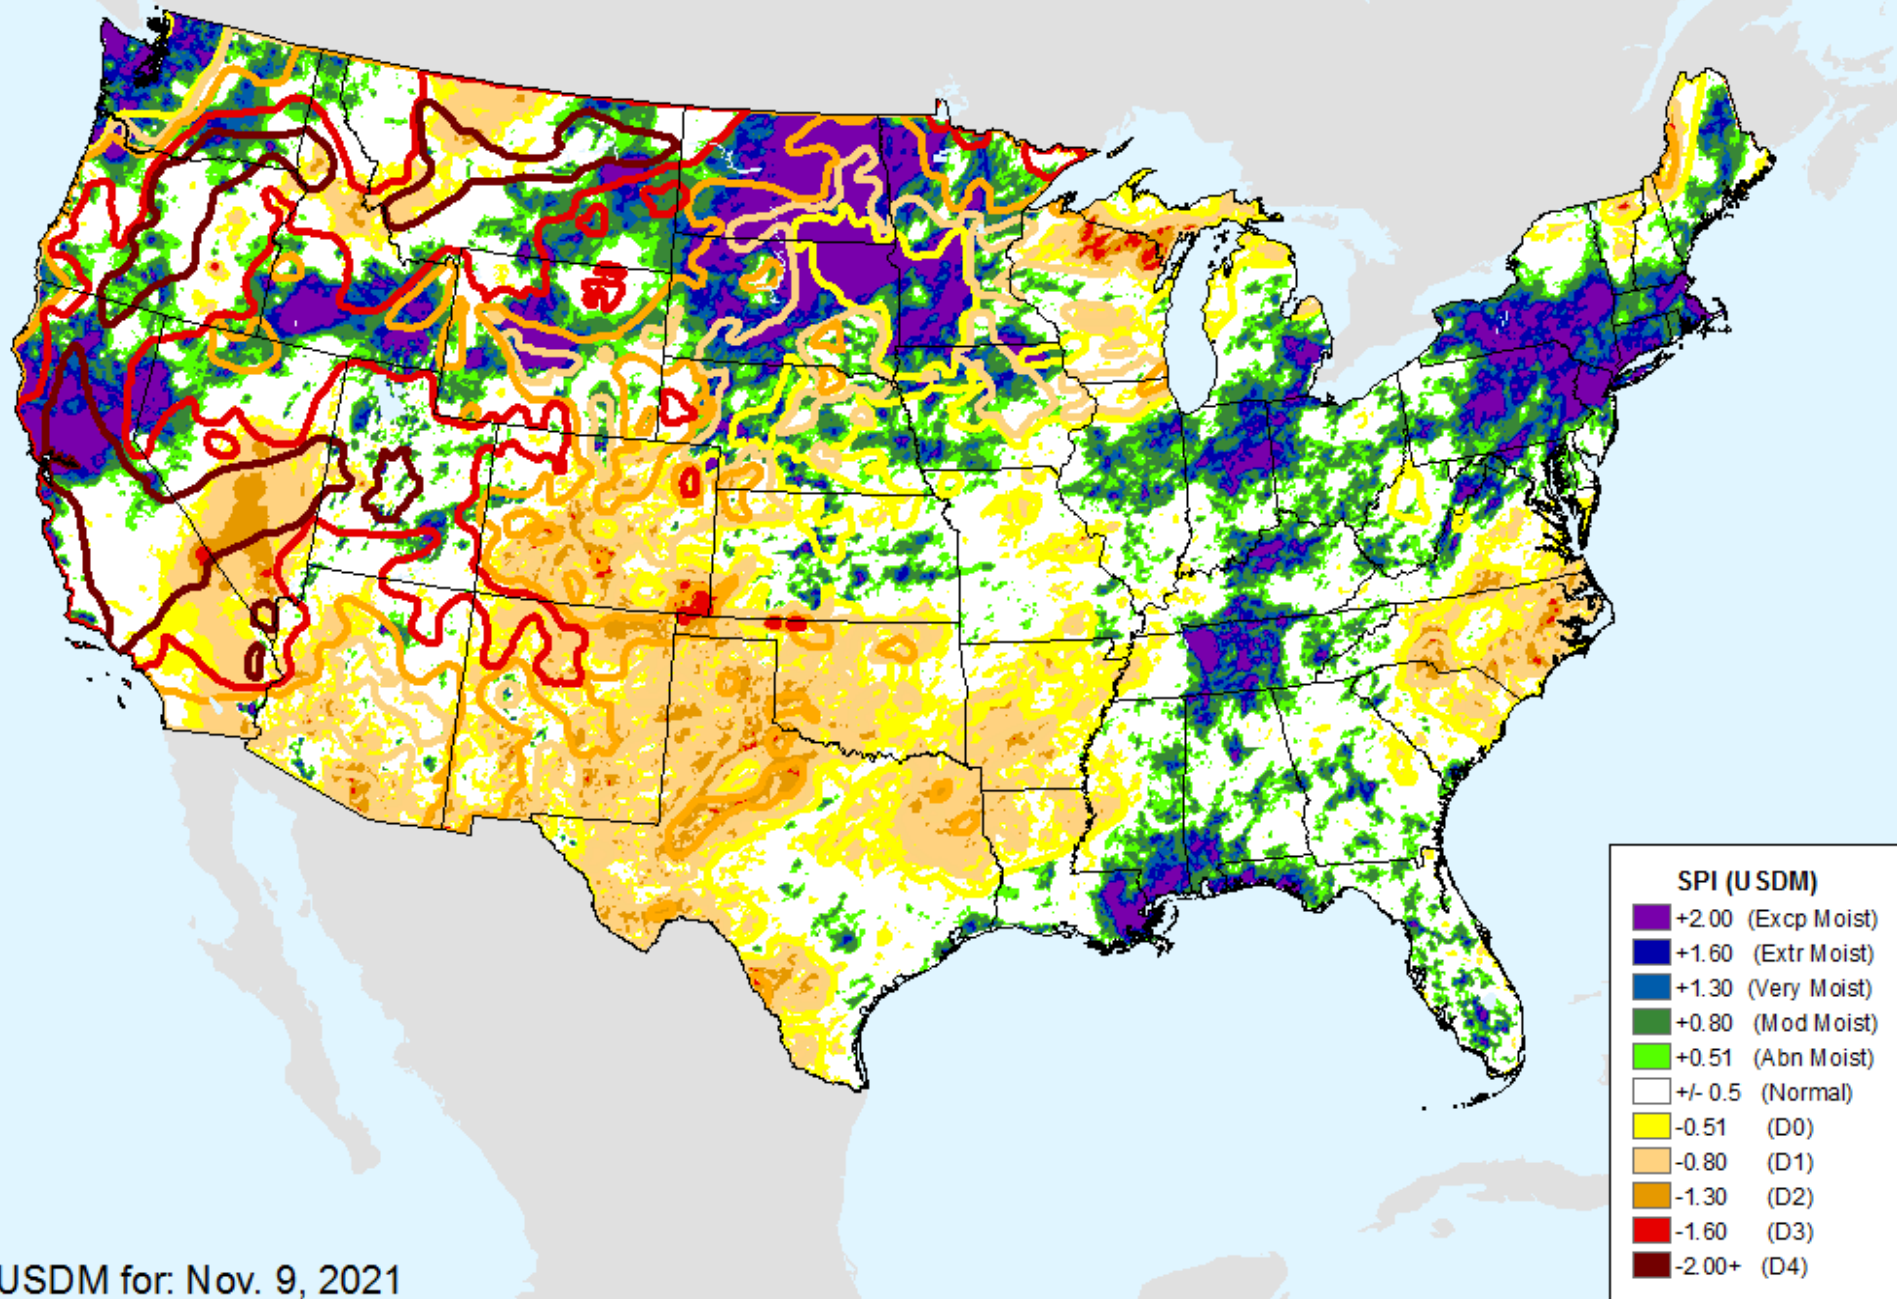 SPI (USDM)
+2.00 (Excp Moist)
+1.60 (Extr Moist)
+1.30 (Very Moist)
+0.80 (Mod Moist)
+0.51 (Abn Moist)
+/- 0.5 (Normal)
-0.51 (D0)
-0.80 (D1)
-1.30 (D2)
-1.60 (D3)
-2.00+ (D4)
USDM for: Nov. 9, 2021